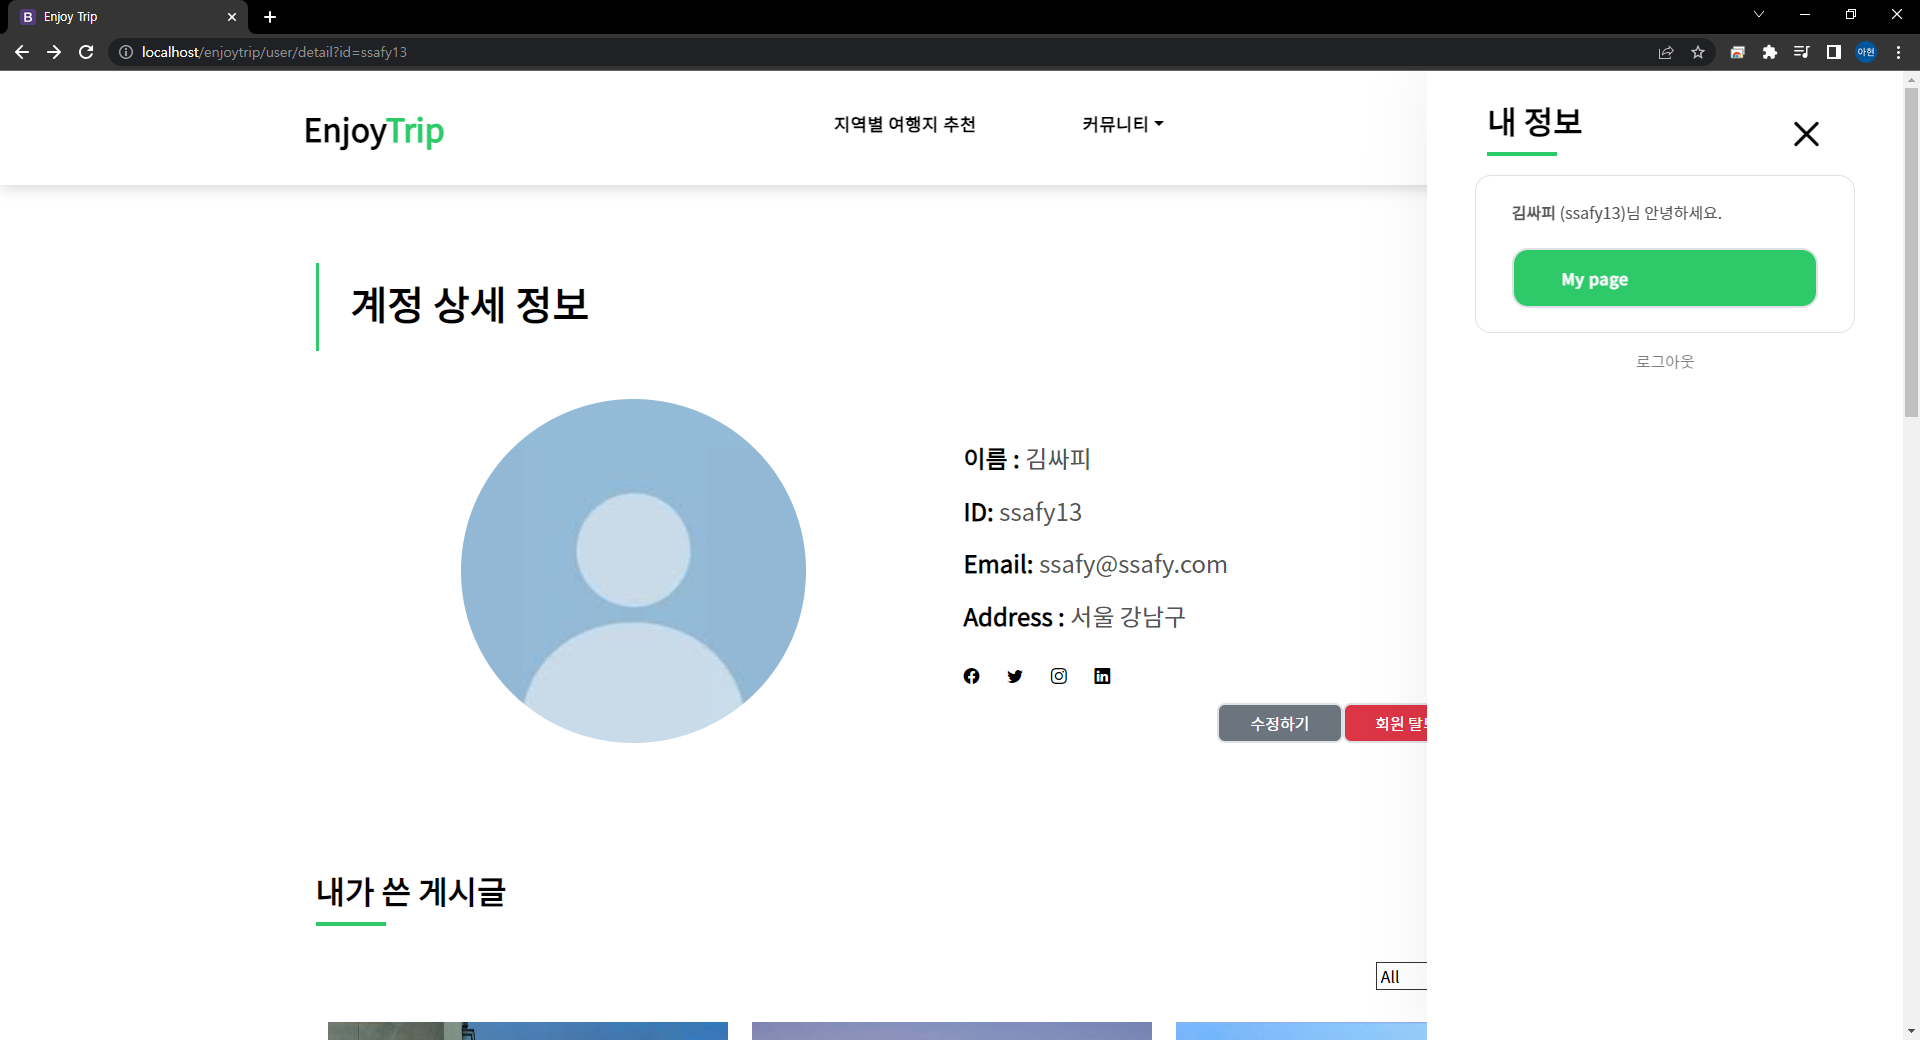 Enjoy Trip
localhost/enjoytrip/user/detail?id=ssafy13
아현
EnjoyTrip
지역별 여행지 추천
커뮤니티
내 정보
김싸피 (ssafy13)님 안녕하세요.
My page
로그아웃
계정 상세 정보
이름 : 김싸피
ID: ssafy13
Email: ssafy@ssafy.com
Address : 서울 강남구
수정하기
회원
내가 쓴 게시글
All